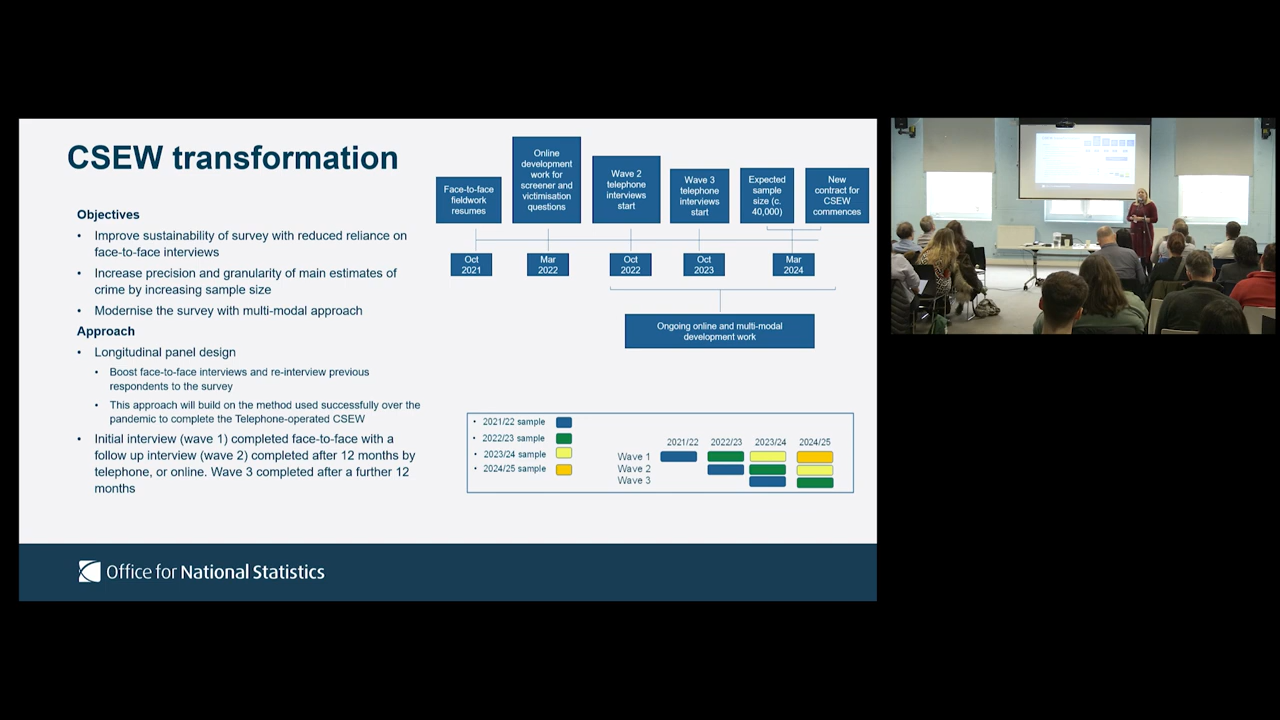 CSEW transformation
Objectives
• Improve sustainability of survey with reduced reliance on
face-to-face interviews
• Increase precision and granularity of main estimates of
crime by increasing sample size
• Modernise the survey with multi-modal approach
Approach
• Longitudinal panel design
• Boost face-to-face interviews and re-interview previous
respondents to the survey
• This approach will build on the method used successfully over the
pandemic to complete the Telephone-operated CSEW
• Initial interview (wave 1) completed face-to-face with a
follow up interview (wave 2) completed after 12 months by
telephone, or online. Wave 3 completed after a further 12
months
Face-to-face
fieldwork
resumes
Online
development
work for
screener and
victimisation
questions
Wave 2
telephone
interviews
start
Wave 3
telephone
interviews
start
Expected
sample
size (c.
40,000)
New
contract for
CSEW
commences
Oct
2021
Mar
2022
Oct
2022
Oct
2023
Mar
2024
Ongoing online and multi-modal
development work
• 2021/22 sample
• 2022/23 sample
• 2023/24 sample
• 2024/25 sample
2021/22 2022/23 2023/24 2024/25
Wave 1
Wave 2
Wave 3
Office for National Statistics